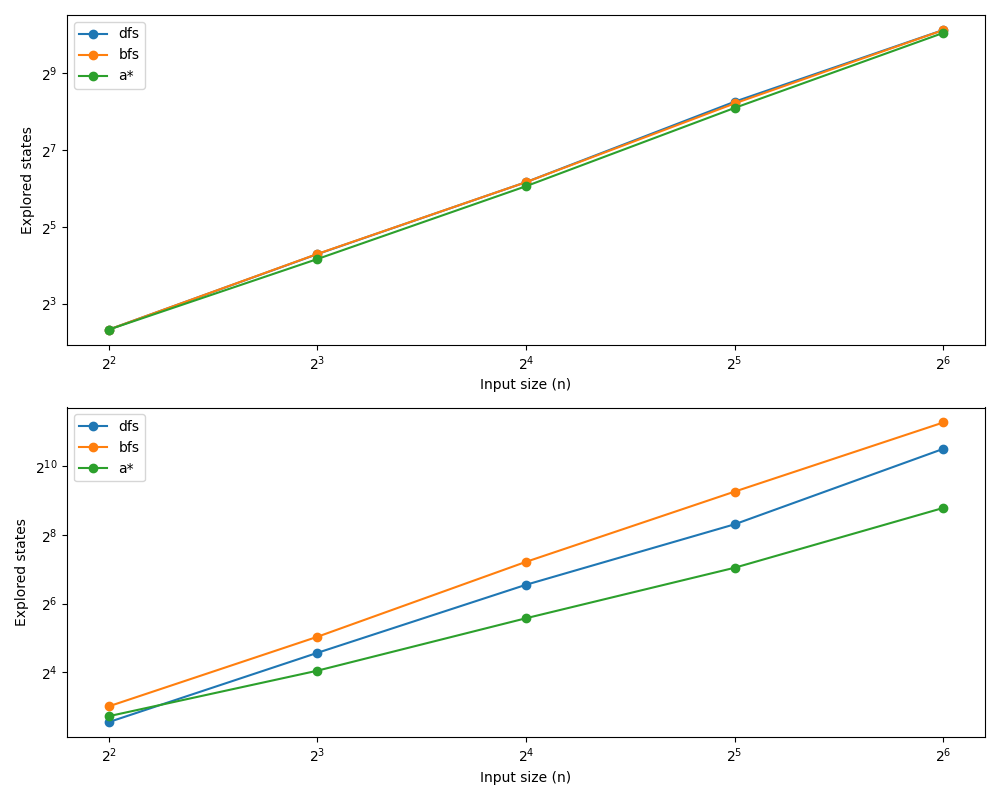 dfs
bfs
a*
Explored states
2^9
2^7
2^5
2^3
2^2 2^3 2^4 2^5 2^6
Input size (n)
dfs
bfs
a*
Explored states
2^10
2^8
2^6
2^4
2^2 2^3 2^4 2^5 2^6
Input size (n)